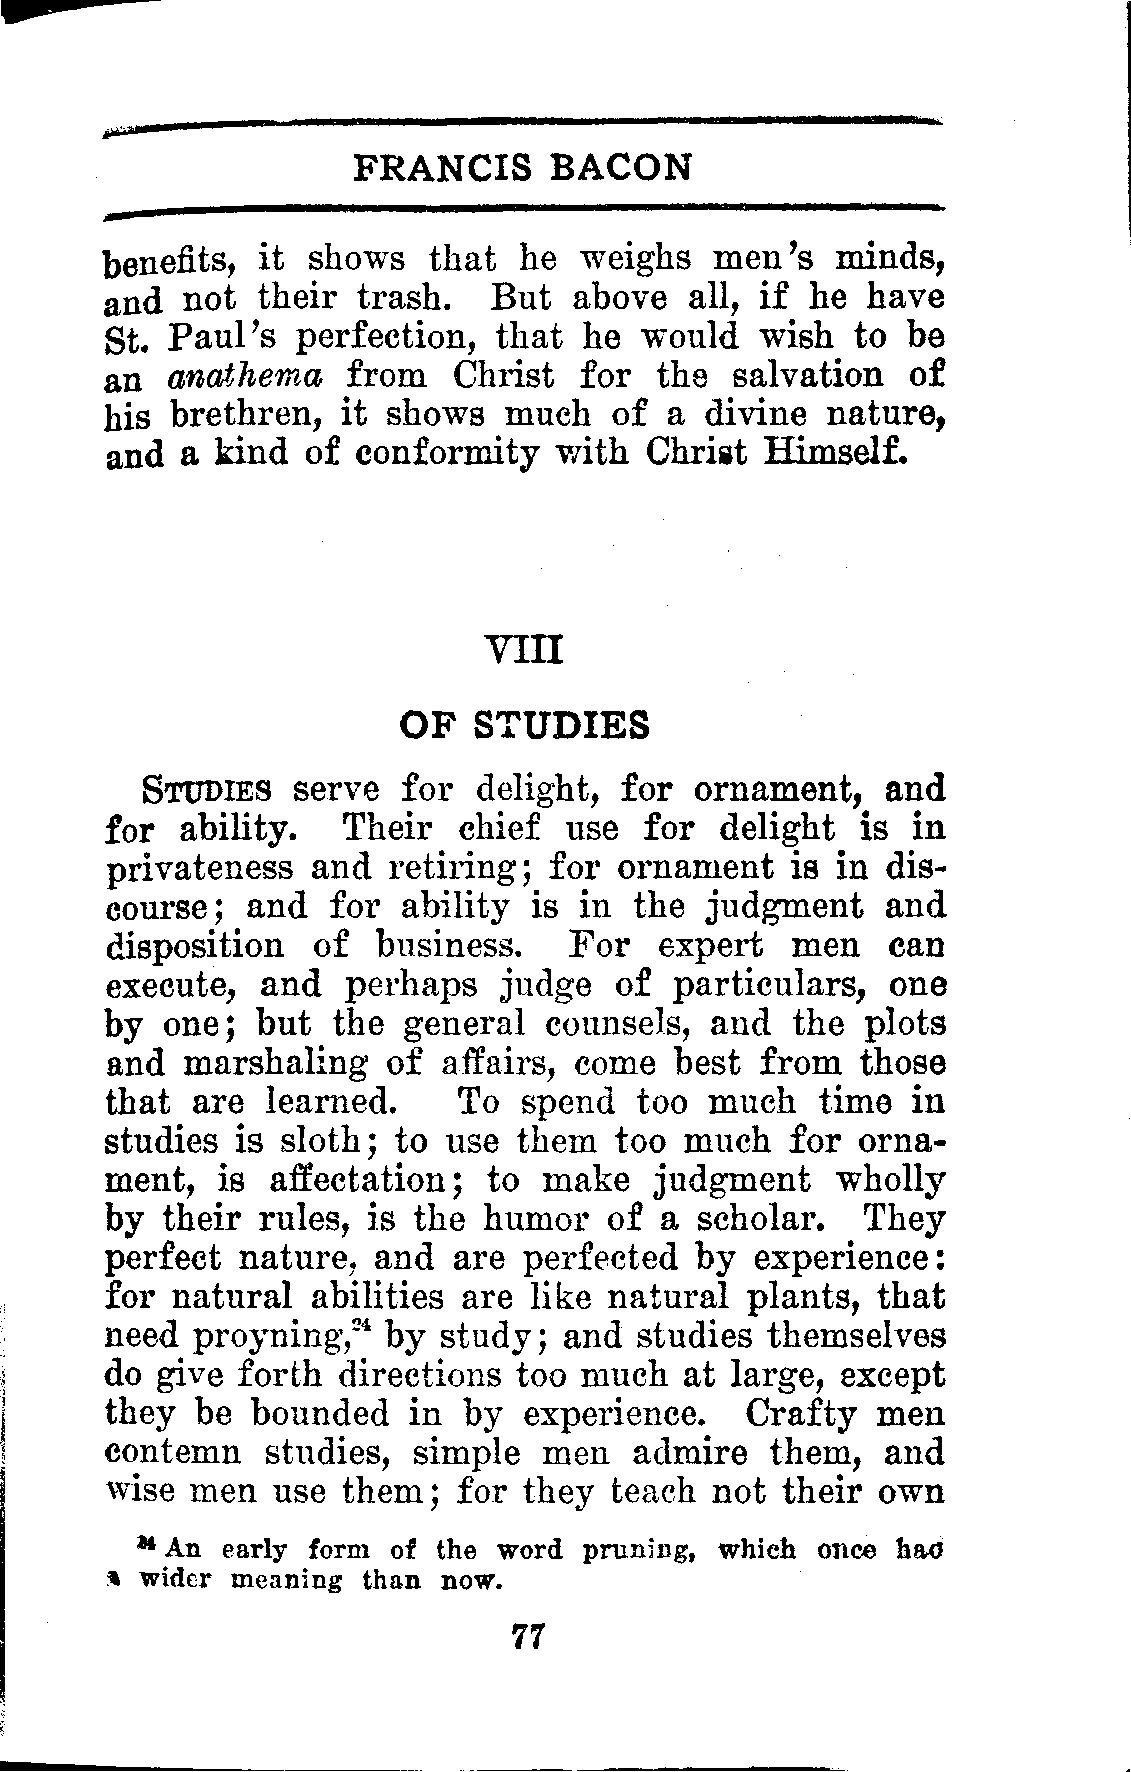 FRANCIS BACON
benefits, it shows that he weighs men's minds,
and not their trash. But above all, if he have
St. Paul's perfection, that he would wish to be
an anathema from Christ for the salvation of
his brethren, it shows much of a divine nature,
and a kind of conformity with Christ Himself.
VIII
OF STUDIES
STUDIES serve for delight, for ornament, and
for ability. Their chief use for delight is in
privateness and retiring; for ornament is in dis-
course; and for ability is in the judgment and
disposition of business. For expert men can
execute, and perhaps judge of particulars, one
by one; but the general counsels, and the plots
and marshaling of affairs, come best from those
that are learned. To spend too much time in
studies is sloth; to use them too much for orna-
ment, is affectation; to make judgment wholly
by their rules, is the humor of a scholar. They
perfect nature, and are perfected by experience:
for natural abilities are like natural plants, that
need proyning,²⁴ by study; and studies themselves
do give forth directions too much at large, except
they be bounded in by experience. Crafty men
contemn studies, simple men admire them, and
wise men use them; for they teach not their own
²⁴ An early form of the word pruning, which once had
a wider meaning than now.
77